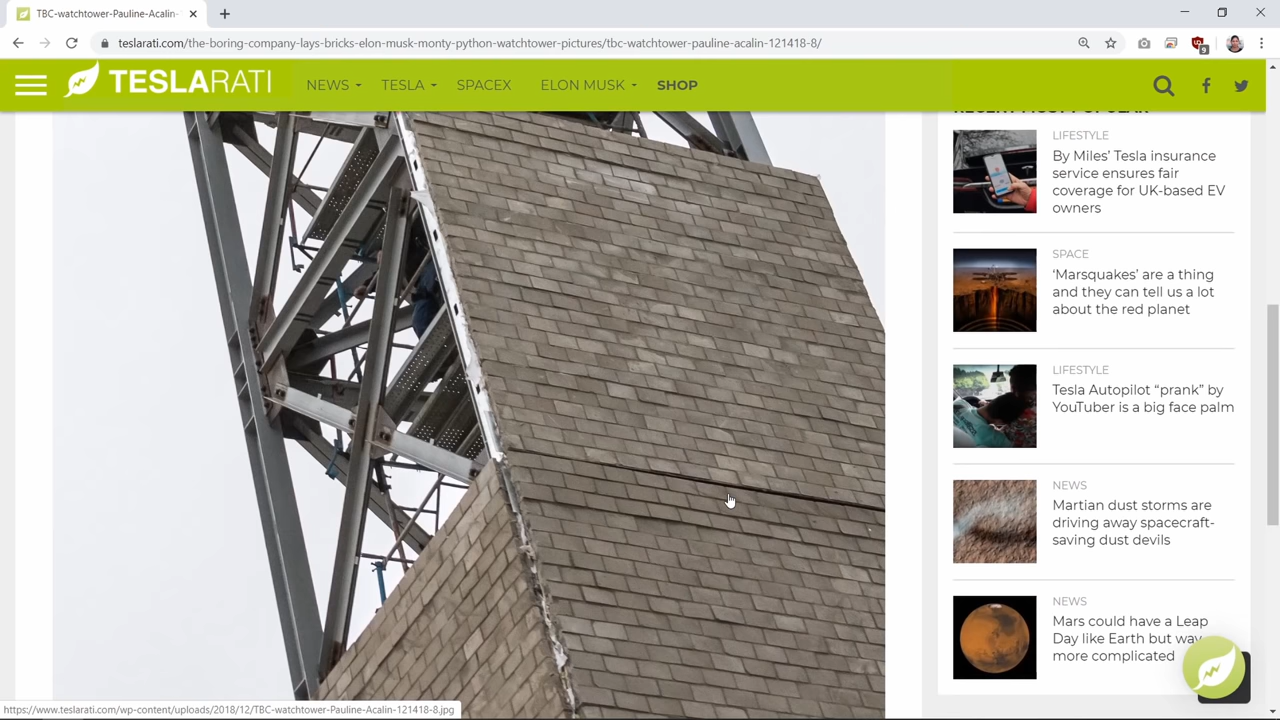 TBC-watchtower-Pauline-Acalin-
teslarati.com/the-boring-company-lays-bricks-elon-musk-monty-python-watchtower-pictures/tbc-watchtower-pauline-acalin-121418-8/
9
TESLARATI
NEWS
TESLA
SPACEX
ELON MUSK
SHOP
RECENT MOST POPULAR
LIFESTYLE
By Miles’ Tesla insurance
service ensures fair
coverage for UK-based EV
owners
SPACE
‘Marsquakes’ are a thing
and they can tell us a lot
about the red planet
LIFESTYLE
Tesla Autopilot “prank” by
YouTuber is a big face palm
NEWS
Martian dust storms are
driving away spacecraft-
saving dust devils
NEWS
Mars could have a Leap
Day like Earth but way
more complicated
https://www.teslarati.com/wp-content/uploads/2018/12/TBC-watchtower-Pauline-Acalin-121418-8.jpg